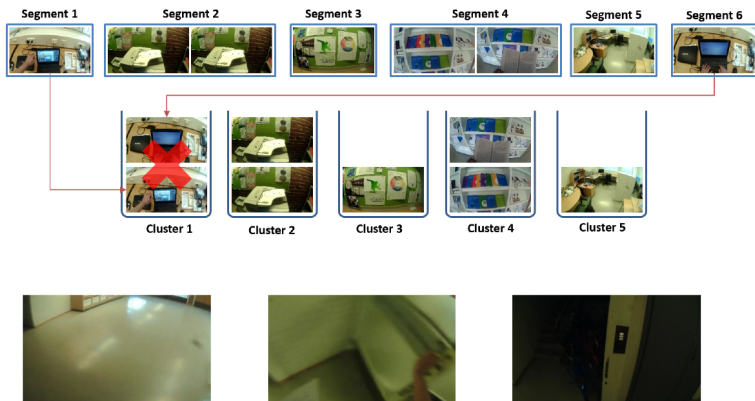 Segment 1
Segment 2
Segment 3
Segment 4
Segment 5
Segment 6
Cluster 1
Cluster 2
Cluster 3
Cluster 4
Cluster 5